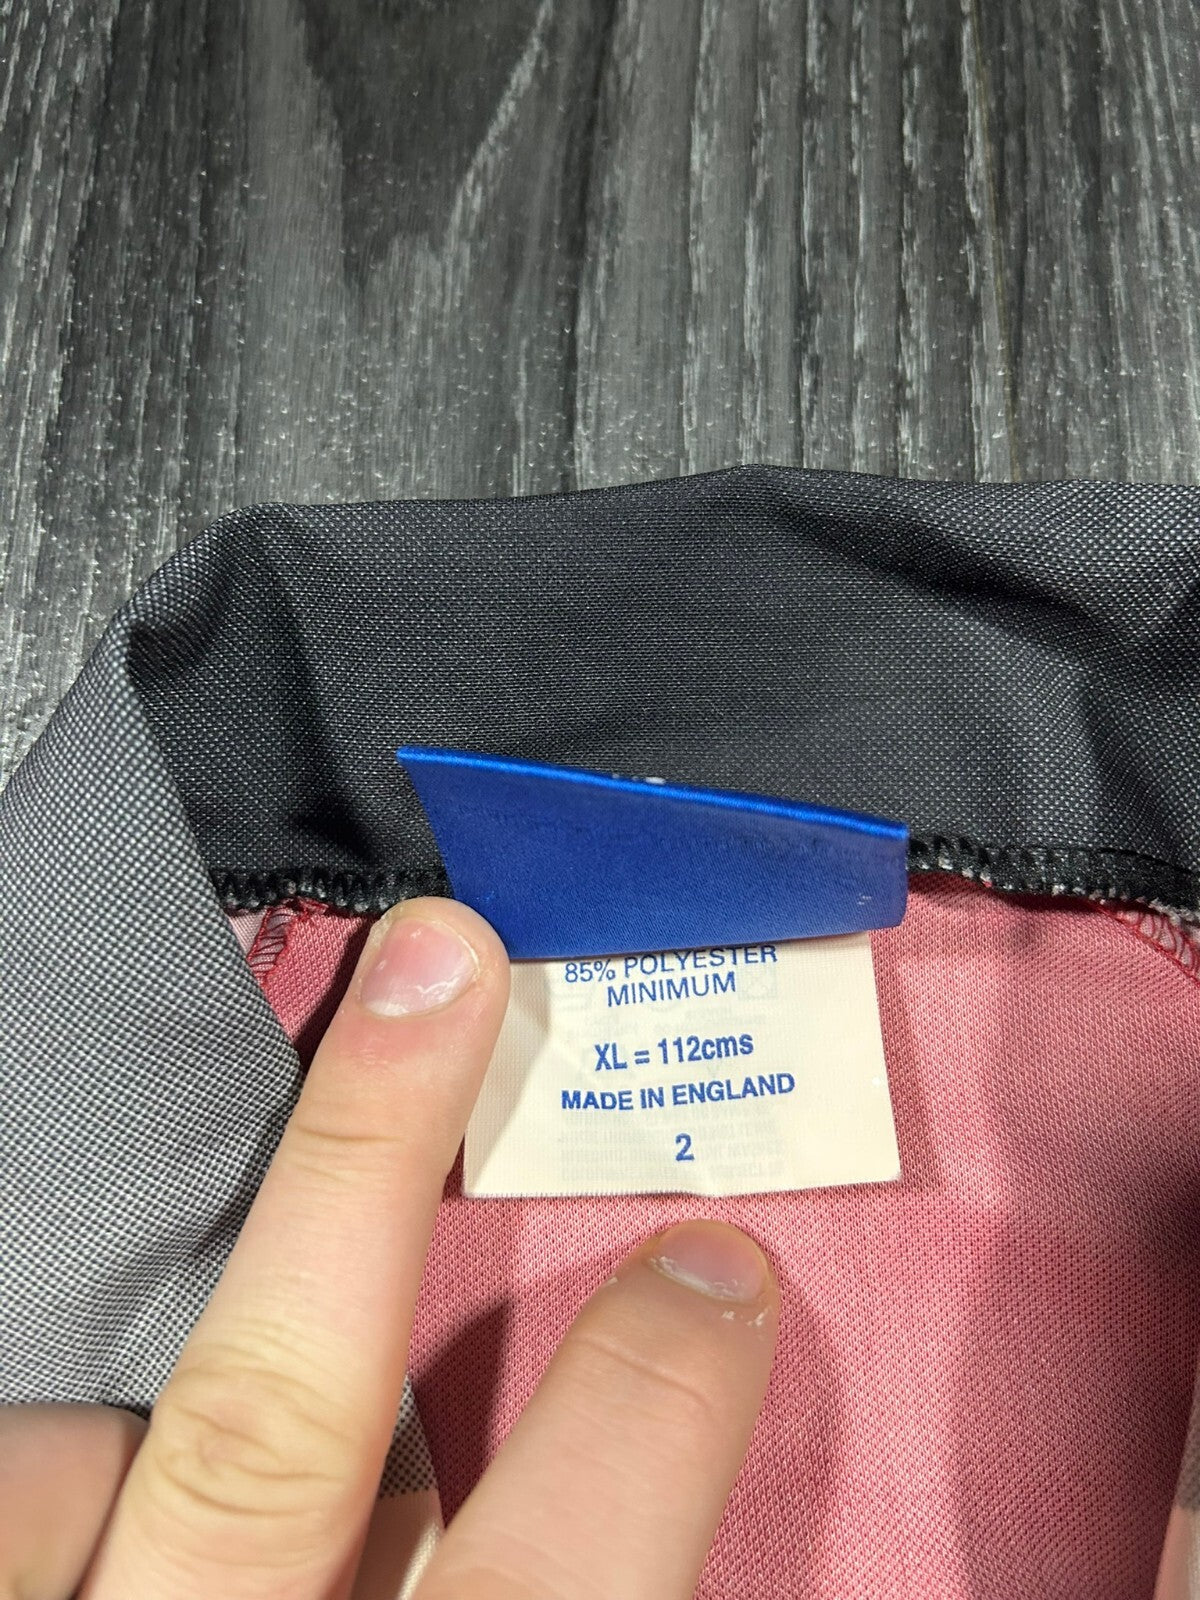 85% POLYESTER
MINIMUM
XL = 112cms
MADE IN ENGLAND
2